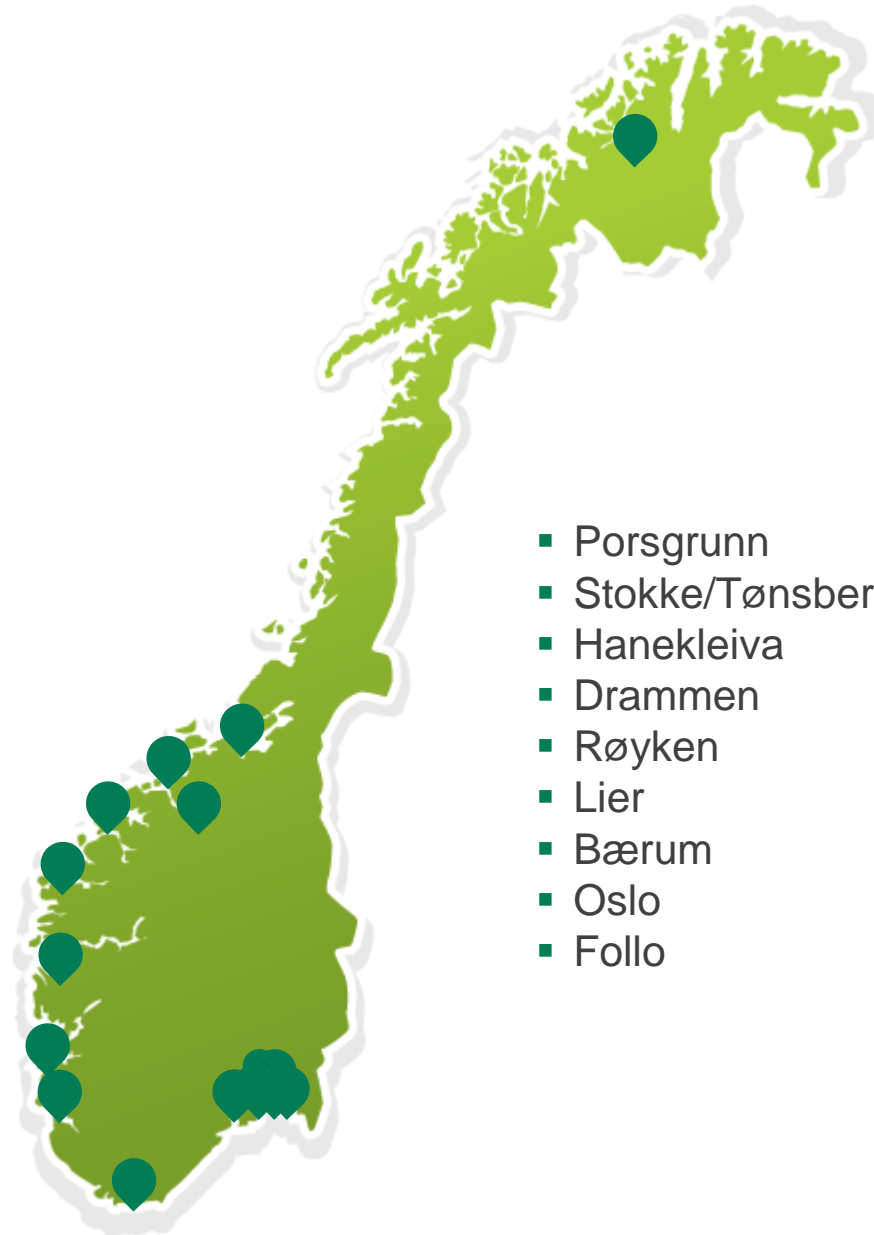 ▪ Porsgrunn
▪ Stokke/Tønsber
▪ Hanekleiva
▪ Drammen
▪ Røyken
▪ Lier
▪ Bærum
▪ Oslo
▪ Follo